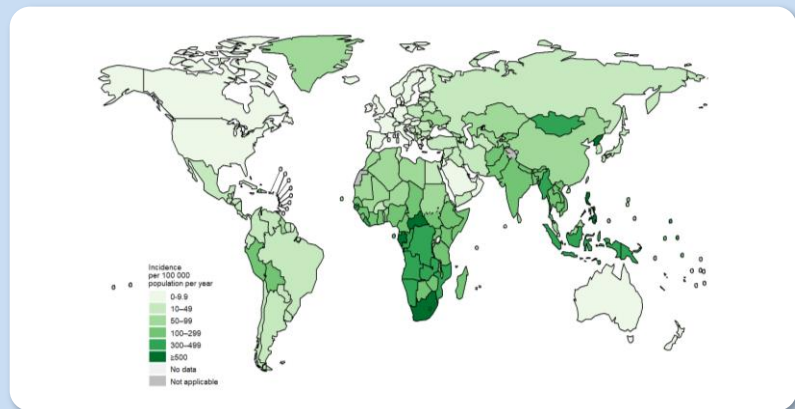 Incidence
per 100 000
population per year
0-9.9
10–49
50–99
100–299
300–499
≥500
No data
Not applicable